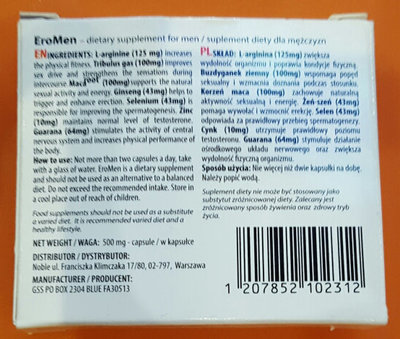 EroMen - dietary supplement for men / suplement diety dla mężczyzn
EN INGREDIENTS: L-arginine (125 mg) increases
the physical fitness. Tribulus gas (100mg) improves
sex drive and strengthens the sensations during
intercourse. Maca root (100mg) supports the natural
sexual activity and energy. Ginseng (43mg) helps to
trigger and enhance erection. Selenium (43mg) is
responsible for improving the spermatogenesis. Zinc
(10mg) maintains normal level of testosterone.
Guarana (64mg) stimulates the activity of central
nervous system and increases physical performance
of the body.
How to use: Not more than two capsules a day, take
with a glass of water. EroMen is a dietary supplement
and should not be used as an alternative to a balanced
diet. Do not exceed the recommended intake. Store in
a cool place out of reach of children.
Food supplements should not be used as a substitute
a varied diet. It is recommended varied diet and a
healthy lifestyle.
PL SKŁAD: L-arginina (125mg) zwiększa
wydolność organizmu i poprawia kondycje fizyczną.
Buzdyganek ziemny (100mg) wspomaga popęd
seksualny i wzmacnia doznania podczas stosunku.
Korzeń maca (100mg) zachowuje naturalną
aktywność seksualną i energię. Żeń-szeń (43mg)
pomaga wywołać i wzmocnić erekcję. Selen (43mg)
odpowiada za prawidłowy przebieg spermatogenezy.
Cynk (10mg) utrzymuje prawidłowy poziomu
testosteronu. Guarana (64mg) stymuluje działanie
ośrodkowego układu nerwowego oraz zwiększa
wydolność fizyczną organizmu.
Sposób użycia: Nie więcej niż dwie kapsułki na dobę.
Należy popić wodą.
Suplement diety nie może być stosowany jako
substytut zróżnicowanej diety. Zalecany jest
zróżnicowany sposób żywienia oraz zdrowy tryb
życia.
NET WEIGHT / WAGA: 500 mg - capsule / w kapsułce
DISTRIBUTOR / DYSTRYBUTOR:
Noble ul. Franciszka Klimczaka 17/80, 02-797, Warszawa
MANUFACTURER / PRODUCENT:
GSS PO BOX 2304 BLUE FA30513
1 207852 102312